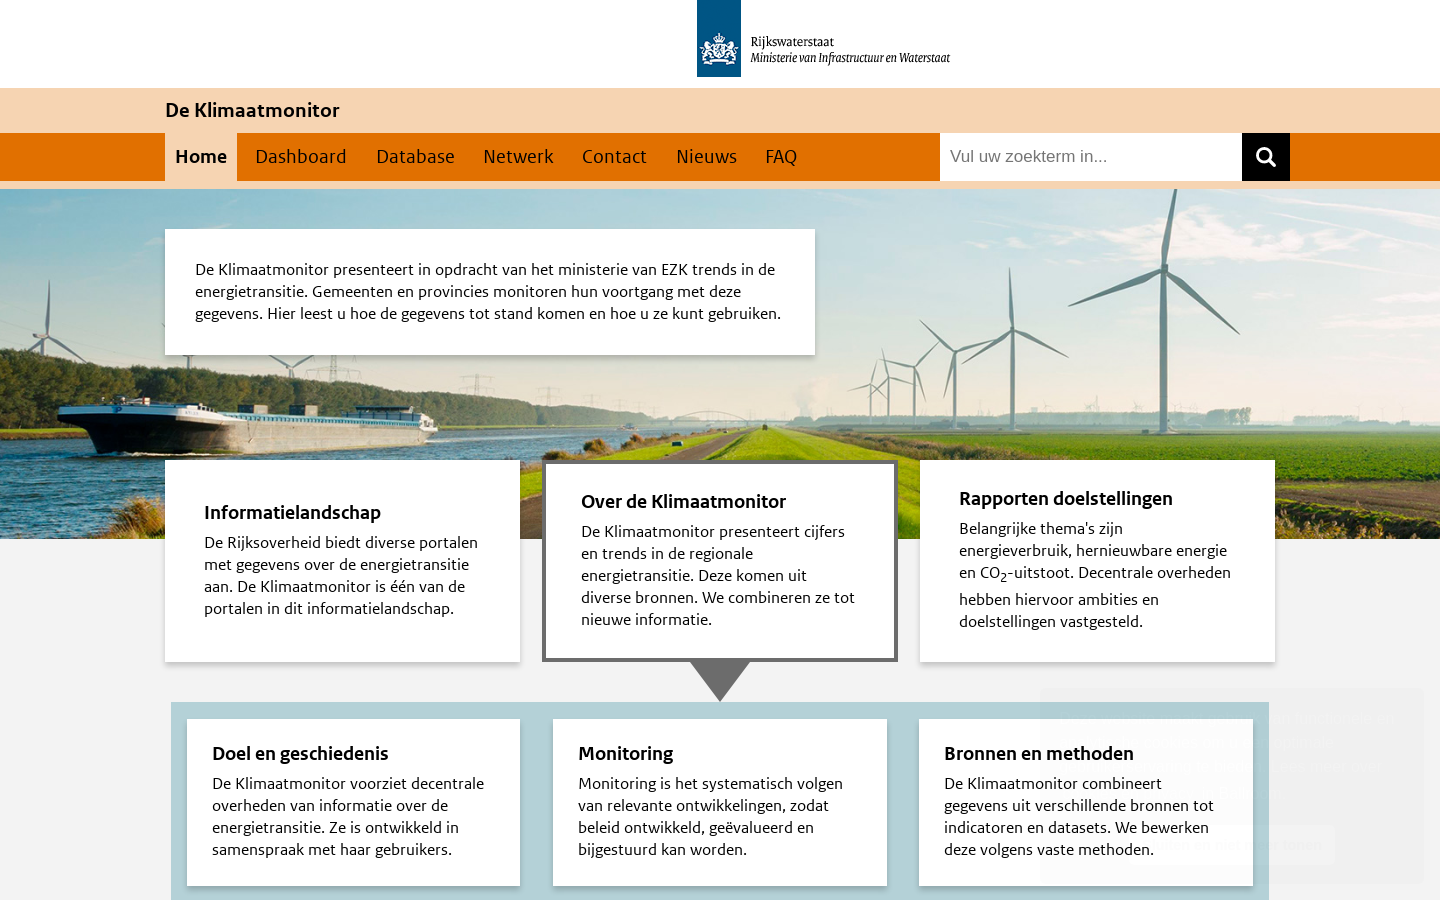 Rijkswaterstaat
Ministerie van Infrastructuur en Waterstaat
De Klimaatmonitor
Home Dashboard Database Netwerk Contact Nieuws FAQ Vul uw zoekterm in...
De Klimaatmonitor presenteert in opdracht van het ministerie van EZK trends in de
energietransitie. Gemeenten en provincies monitoren hun voortgang met deze
gegevens. Hier leest u hoe de gegevens tot stand komen en hoe u ze kunt gebruiken.
Informatielandschap
De Rijksoverheid biedt diverse portalen
met gegevens over de energietransitie
aan. De Klimaatmonitor is één van de
portalen in dit informatielandschap.
Over de Klimaatmonitor
De Klimaatmonitor presenteert cijfers
en trends in de regionale
energietransitie. Deze komen uit
diverse bronnen. We combineren ze tot
nieuwe informatie.
Rapporten doelstellingen
Belangrijke thema's zijn
energieverbruik, hernieuwbare energie
en CO2-uitstoot. Decentrale overheden
hebben hiervoor ambities en
doelstellingen vastgesteld.
Doel en geschiedenis
De Klimaatmonitor voorziet decentrale
overheden van informatie over de
energietransitie. Ze is ontwikkeld in
samenspraak met haar gebruikers.
Monitoring
Monitoring is het systematisch volgen
van relevante ontwikkelingen, zodat
beleid ontwikkeld, geëvalueerd en
bijgestuurd kan worden.
Bronnen en methoden
De Klimaatmonitor combineert
gegevens uit verschillende bronnen tot
indicatoren en datasets. We bewerken
deze volgens vaste methoden.